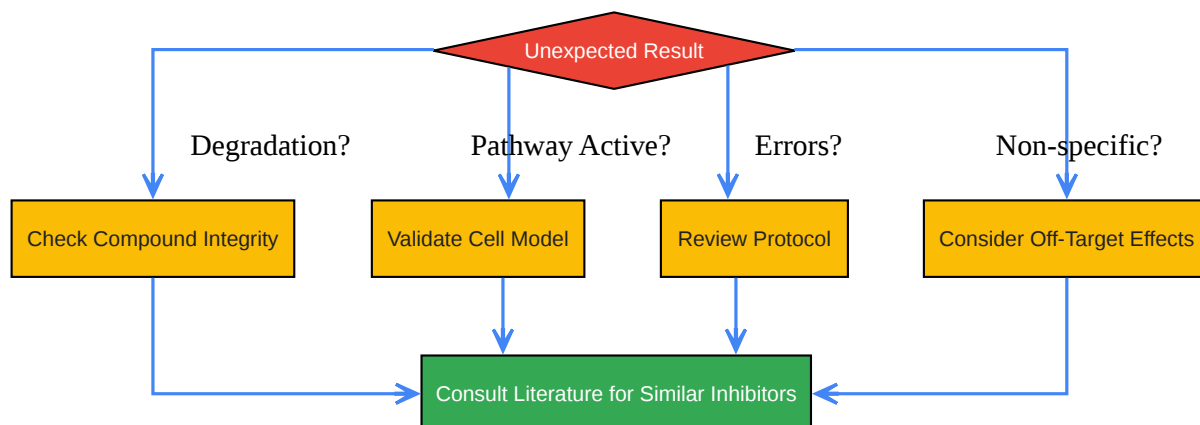 Unexpected Result
Degradation?
Pathway Active?
Errors?
Non-specific?
Check Compound Integrity
Validate Cell Model
Review Protocol
Consider Off-Target Effects
Consult Literature for Similar Inhibitors